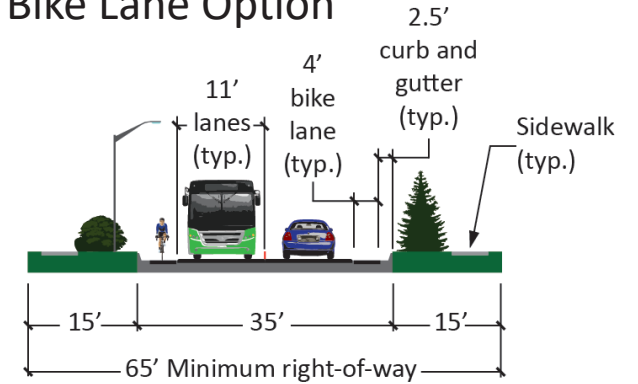 Bike Lane Option
11’
lanes
(typ.)
4’
bike
lane
(typ.)
2.5’
curb and
gutter
(typ.)
Sidewalk
(typ.)
15’
35’
15’
65’ Minimum right-of-way